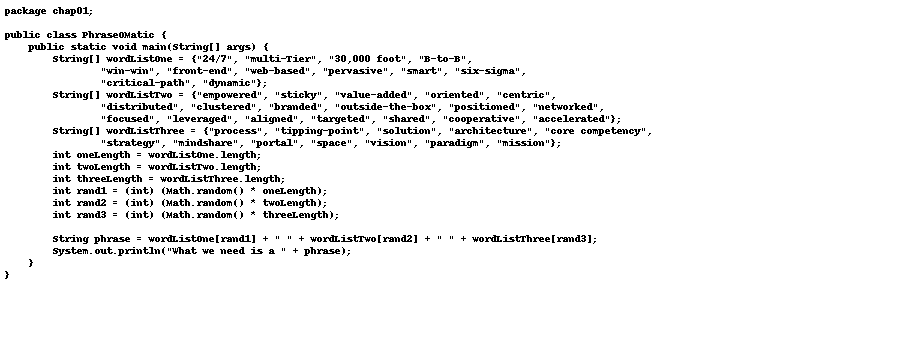 package chap01;
public class PhraseOMatic {
public static void main(String[] args) {
String[] wordListOne = {"24/7", "multi-Tier", "30,000 foot", "B-to-B",
"win-win", "front-end", "web-based", "pervasive", "smart", "six-sigma",
"critical-path", "dynamic"};
String[] wordListTwo = {"empowered", "sticky", "value-added", "oriented", "centric",
"distributed", "clustered", "branded", "outside-the-box", "positioned", "networked",
"focused", "leveraged", "aligned", "targeted", "shared", "cooperative", "accelerated"};
String[] wordListThree = {"process", "tipping-point", "solution", "architecture", "core competency",
"strategy", "mindshare", "portal", "space", "vision", "paradigm", "mission"};
int oneLength = wordListOne.length;
int twoLength = wordListTwo.length;
int threeLength = wordListThree.length;
int rand1 = (int) (Math.random() * oneLength);
int rand2 = (int) (Math.random() * twoLength);
int rand3 = (int) (Math.random() * threeLength);
String phrase = wordListOne[rand1] + " " + wordListTwo[rand2] + " " + wordListThree[rand3];
System.out.println("What we need is a " + phrase);
}
}